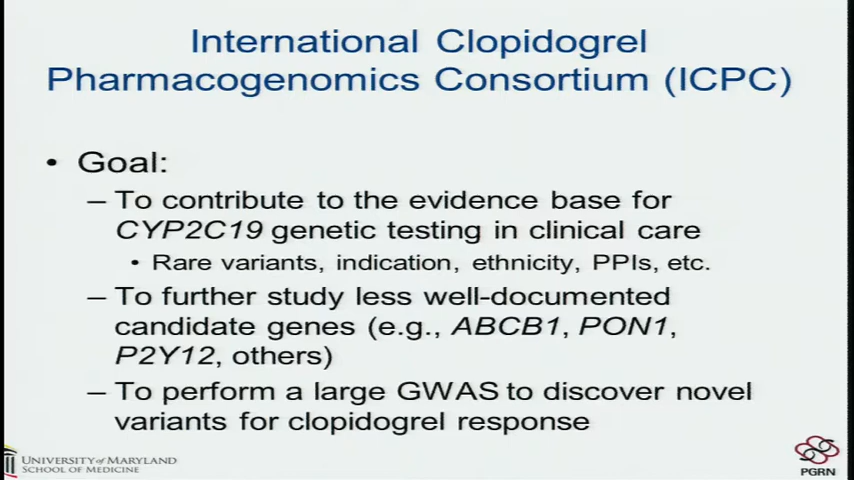 International Clopidogrel
Pharmacogenomics Consortium (ICPC)
• Goal:
– To contribute to the evidence base for
CYP2C19 genetic testing in clinical care
• Rare variants, indication, ethnicity, PPIs, etc.
– To further study less well-documented
candidate genes (e.g., ABCB1, PON1,
P2Y12, others)
– To perform a large GWAS to discover novel
variants for clopidogrel response
UNIVERSITY of MARYLAND
SCHOOL OF MEDICINE
PGRN